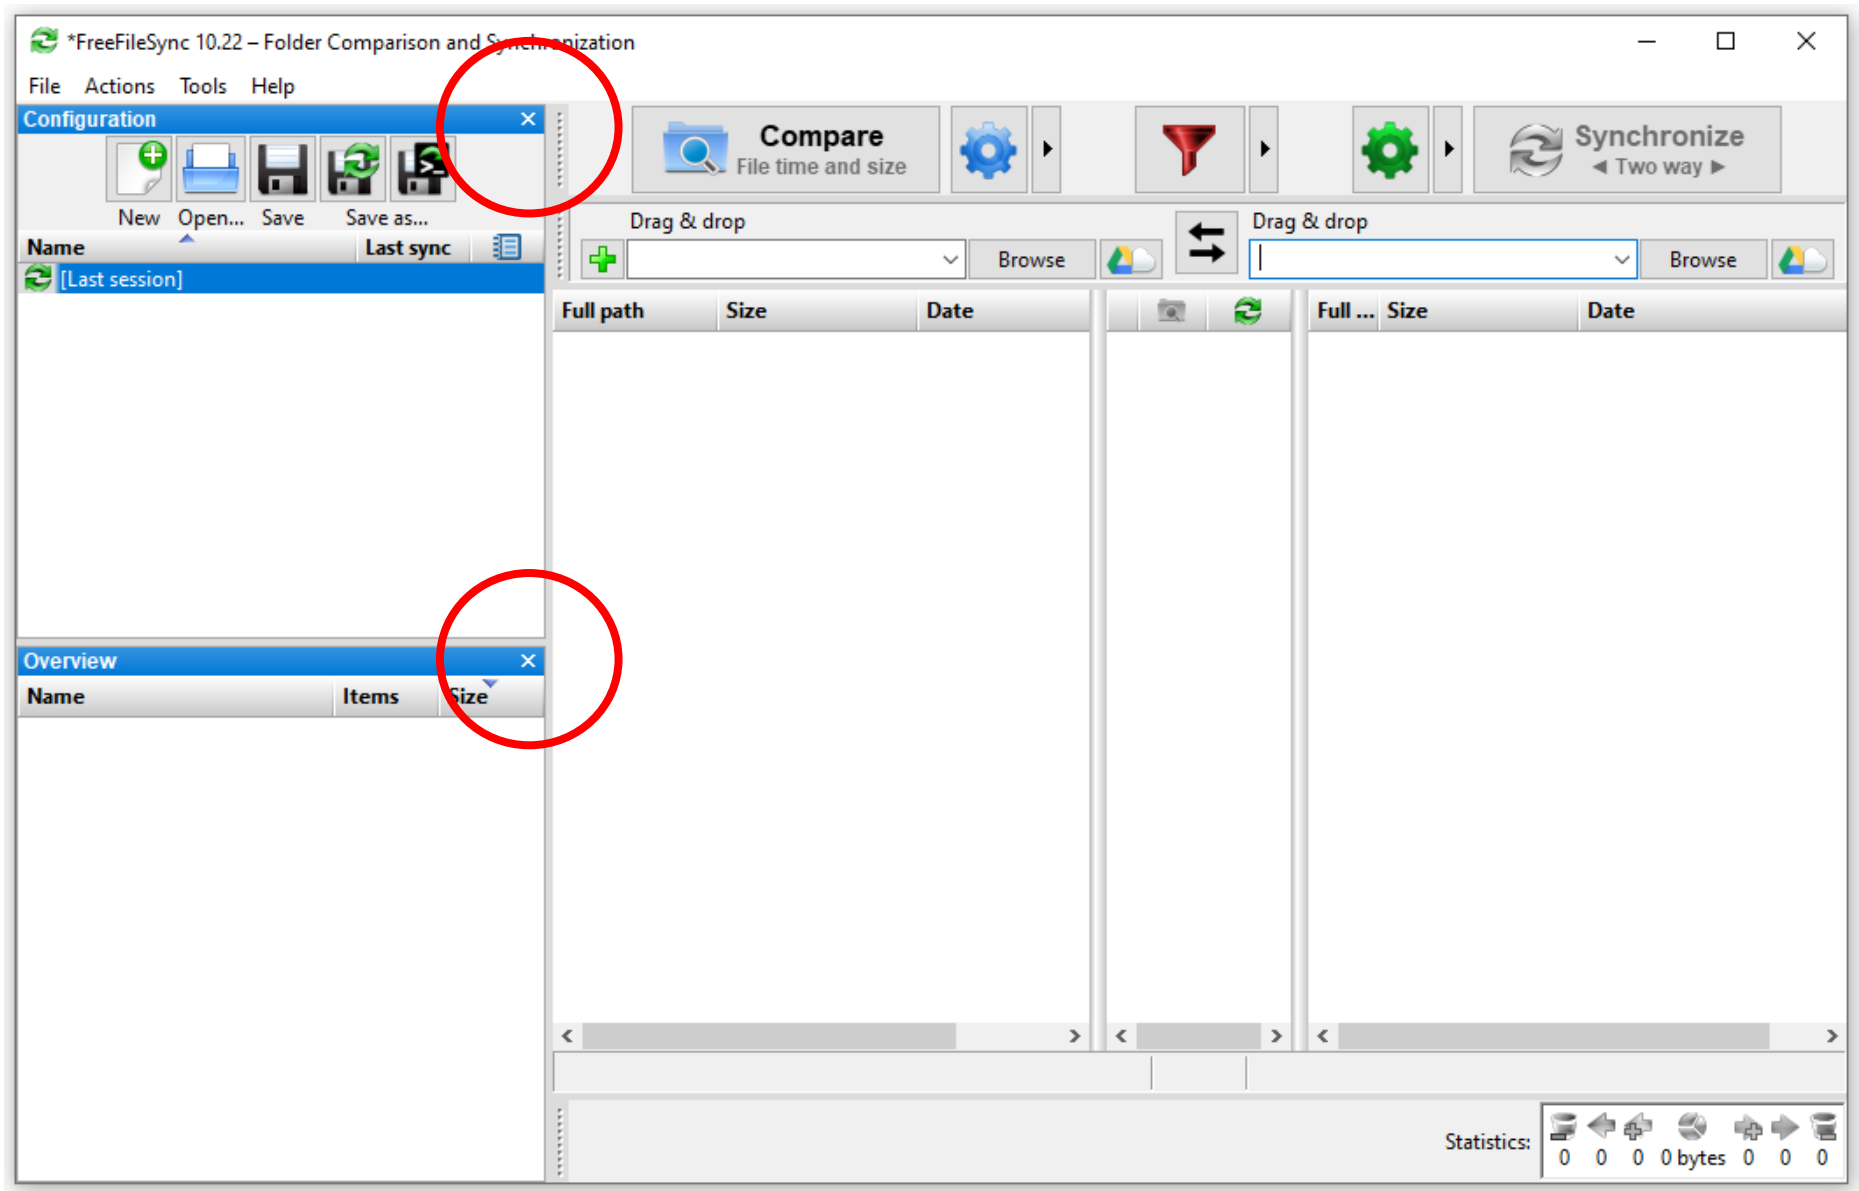 *FreeFileSync 10.22 – Folder Comparison and Synchronization
File Actions Tools Help
Configuration
New Open... Save Save as...
Name Last sync
[Last session]
Compare
File time and size
Synchronize
◄ Two way ►
Drag & drop
Browse
Drag & drop
Browse
Full path Size Date
Full ... Size Date
Overview
Name Items Size
Statistics:
0 0 0 0 bytes 0 0 0